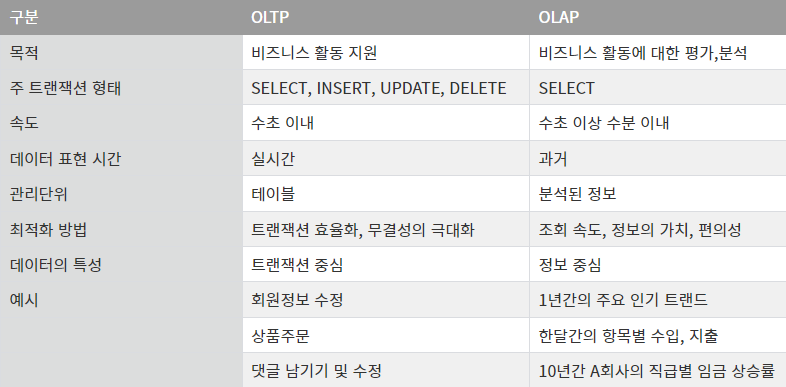 구분 OLTP OLAP
목적 비즈니스 활동 지원 비즈니스 활동에 대한 평가,분석
주 트랜잭션 형태 SELECT, INSERT, UPDATE, DELETE SELECT
속도 수초 이내 수초 이상 수분 이내
데이터 표현 시간 실시간 과거
관리단위 테이블 분석된 정보
최적화 방법 트랜잭션 효율화, 무결성의 극대화 조회 속도, 정보의 가치, 편의성
데이터의 특성 트랜잭션 중심 정보 중심
예시 회원정보 수정 1년간의 주요 인기 트랜드
상품주문 한달간의 항목별 수입, 지출
댓글 남기기 및 수정 10년간 A회사의 직급별 임금 상승률